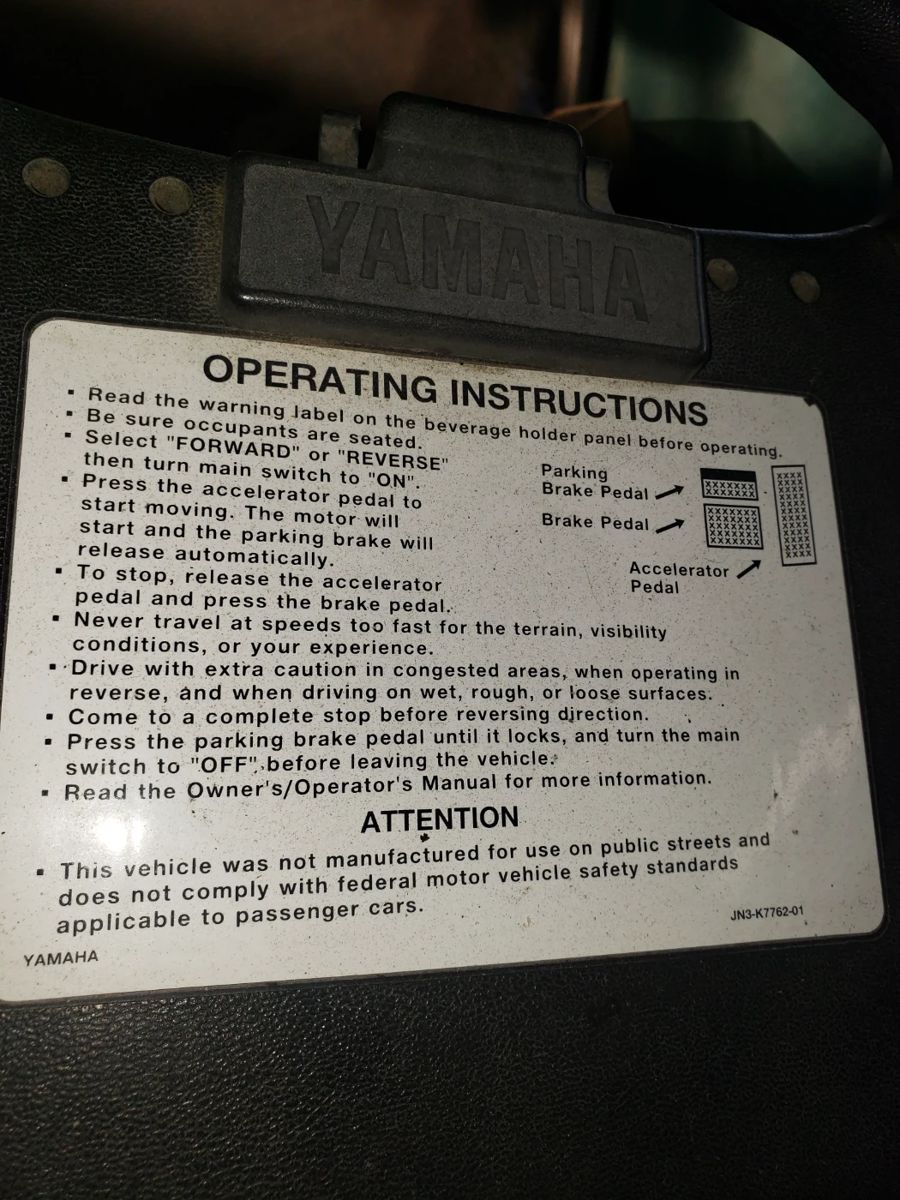 YAMAHA
OPERATING INSTRUCTIONS
▪ Read the warning label on the beverage holder panel before operating.
▪ Be sure occupants are seated.
▪ Select "FORWARD" or "REVERSE"
then turn main switch to "ON".
▪ Press the accelerator pedal to
start moving. The motor will
start and the parking brake will
release automatically.
▪ To stop, release the accelerator
pedal and press the brake pedal.
Parking
Brake Pedal
Brake Pedal
Accelerator
Pedal
▪ Never travel at speeds too fast for the terrain, visibility
conditions, or your experience.
▪ Drive with extra caution in congested areas, when operating in
reverse, and when driving on wet, rough, or loose surfaces.
▪ Come to a complete stop before reversing direction.
▪ Press the parking brake pedal until it locks, and turn the main
switch to "OFF" before leaving the vehicle.
▪ Read the Owner's/Operator's Manual for more information.
ATTENTION
▪ This vehicle was not manufactured for use on public streets and
does not comply with federal motor vehicle safety standards
applicable to passenger cars.
JN3-K7762-01
YAMAHA